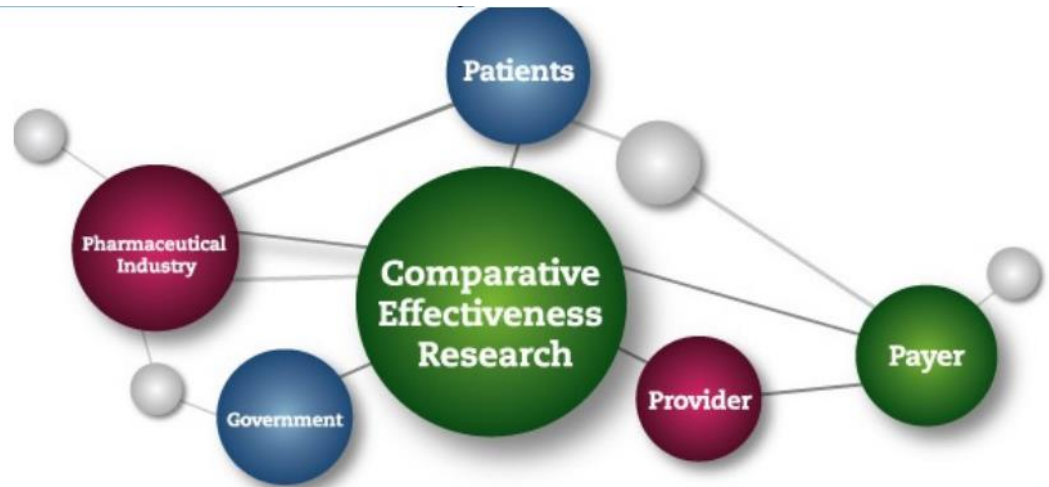 Patients
Pharmaceutical
Industry
Comparative
Effectiveness
Research
Payer
Provider
Government